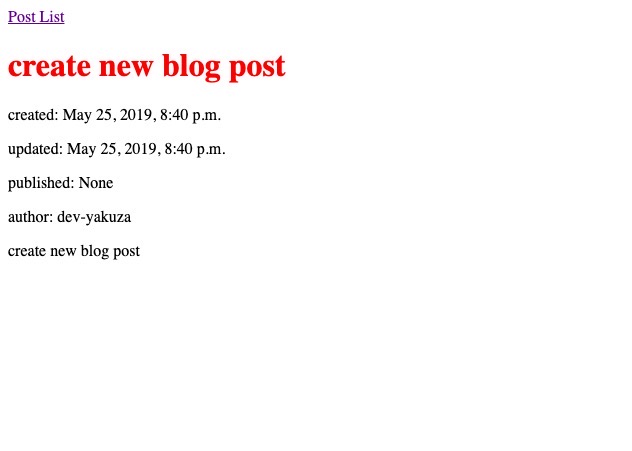 Post List
create new blog post
created: May 25, 2019, 8:40 p.m.
updated: May 25, 2019, 8:40 p.m.
published: None
author: dev-yakuza
create new blog post